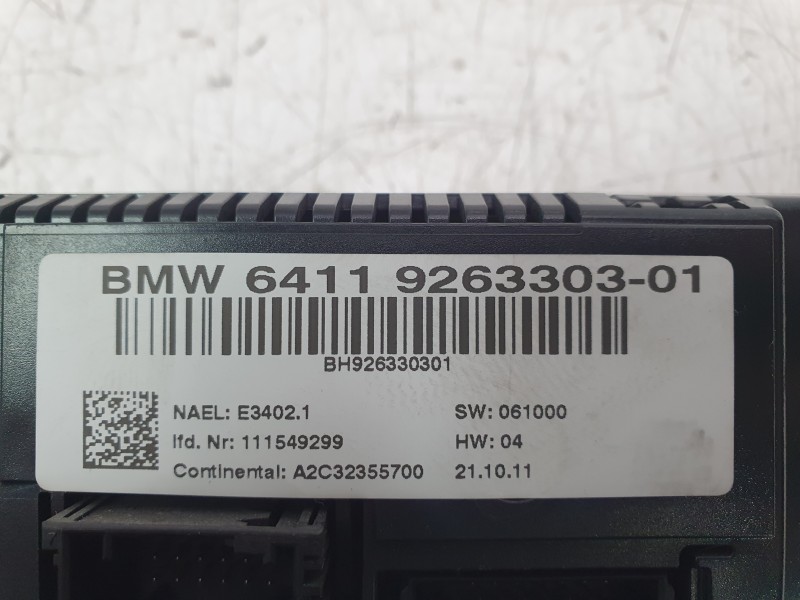 BMW 6411 9263303-01
BH926330301
NAEL: E3402.1 SW: 061000
lfd. Nr: 111549299 HW: 04
Continental: A2C32355700 21.10.11